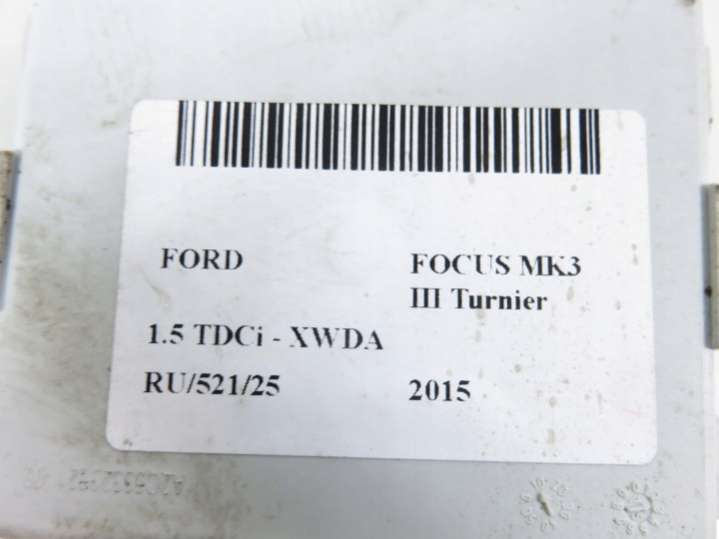 FORD
FOCUS MK3
III Turnier
1.5 TDCi - XWDA
RU/521/25
2015